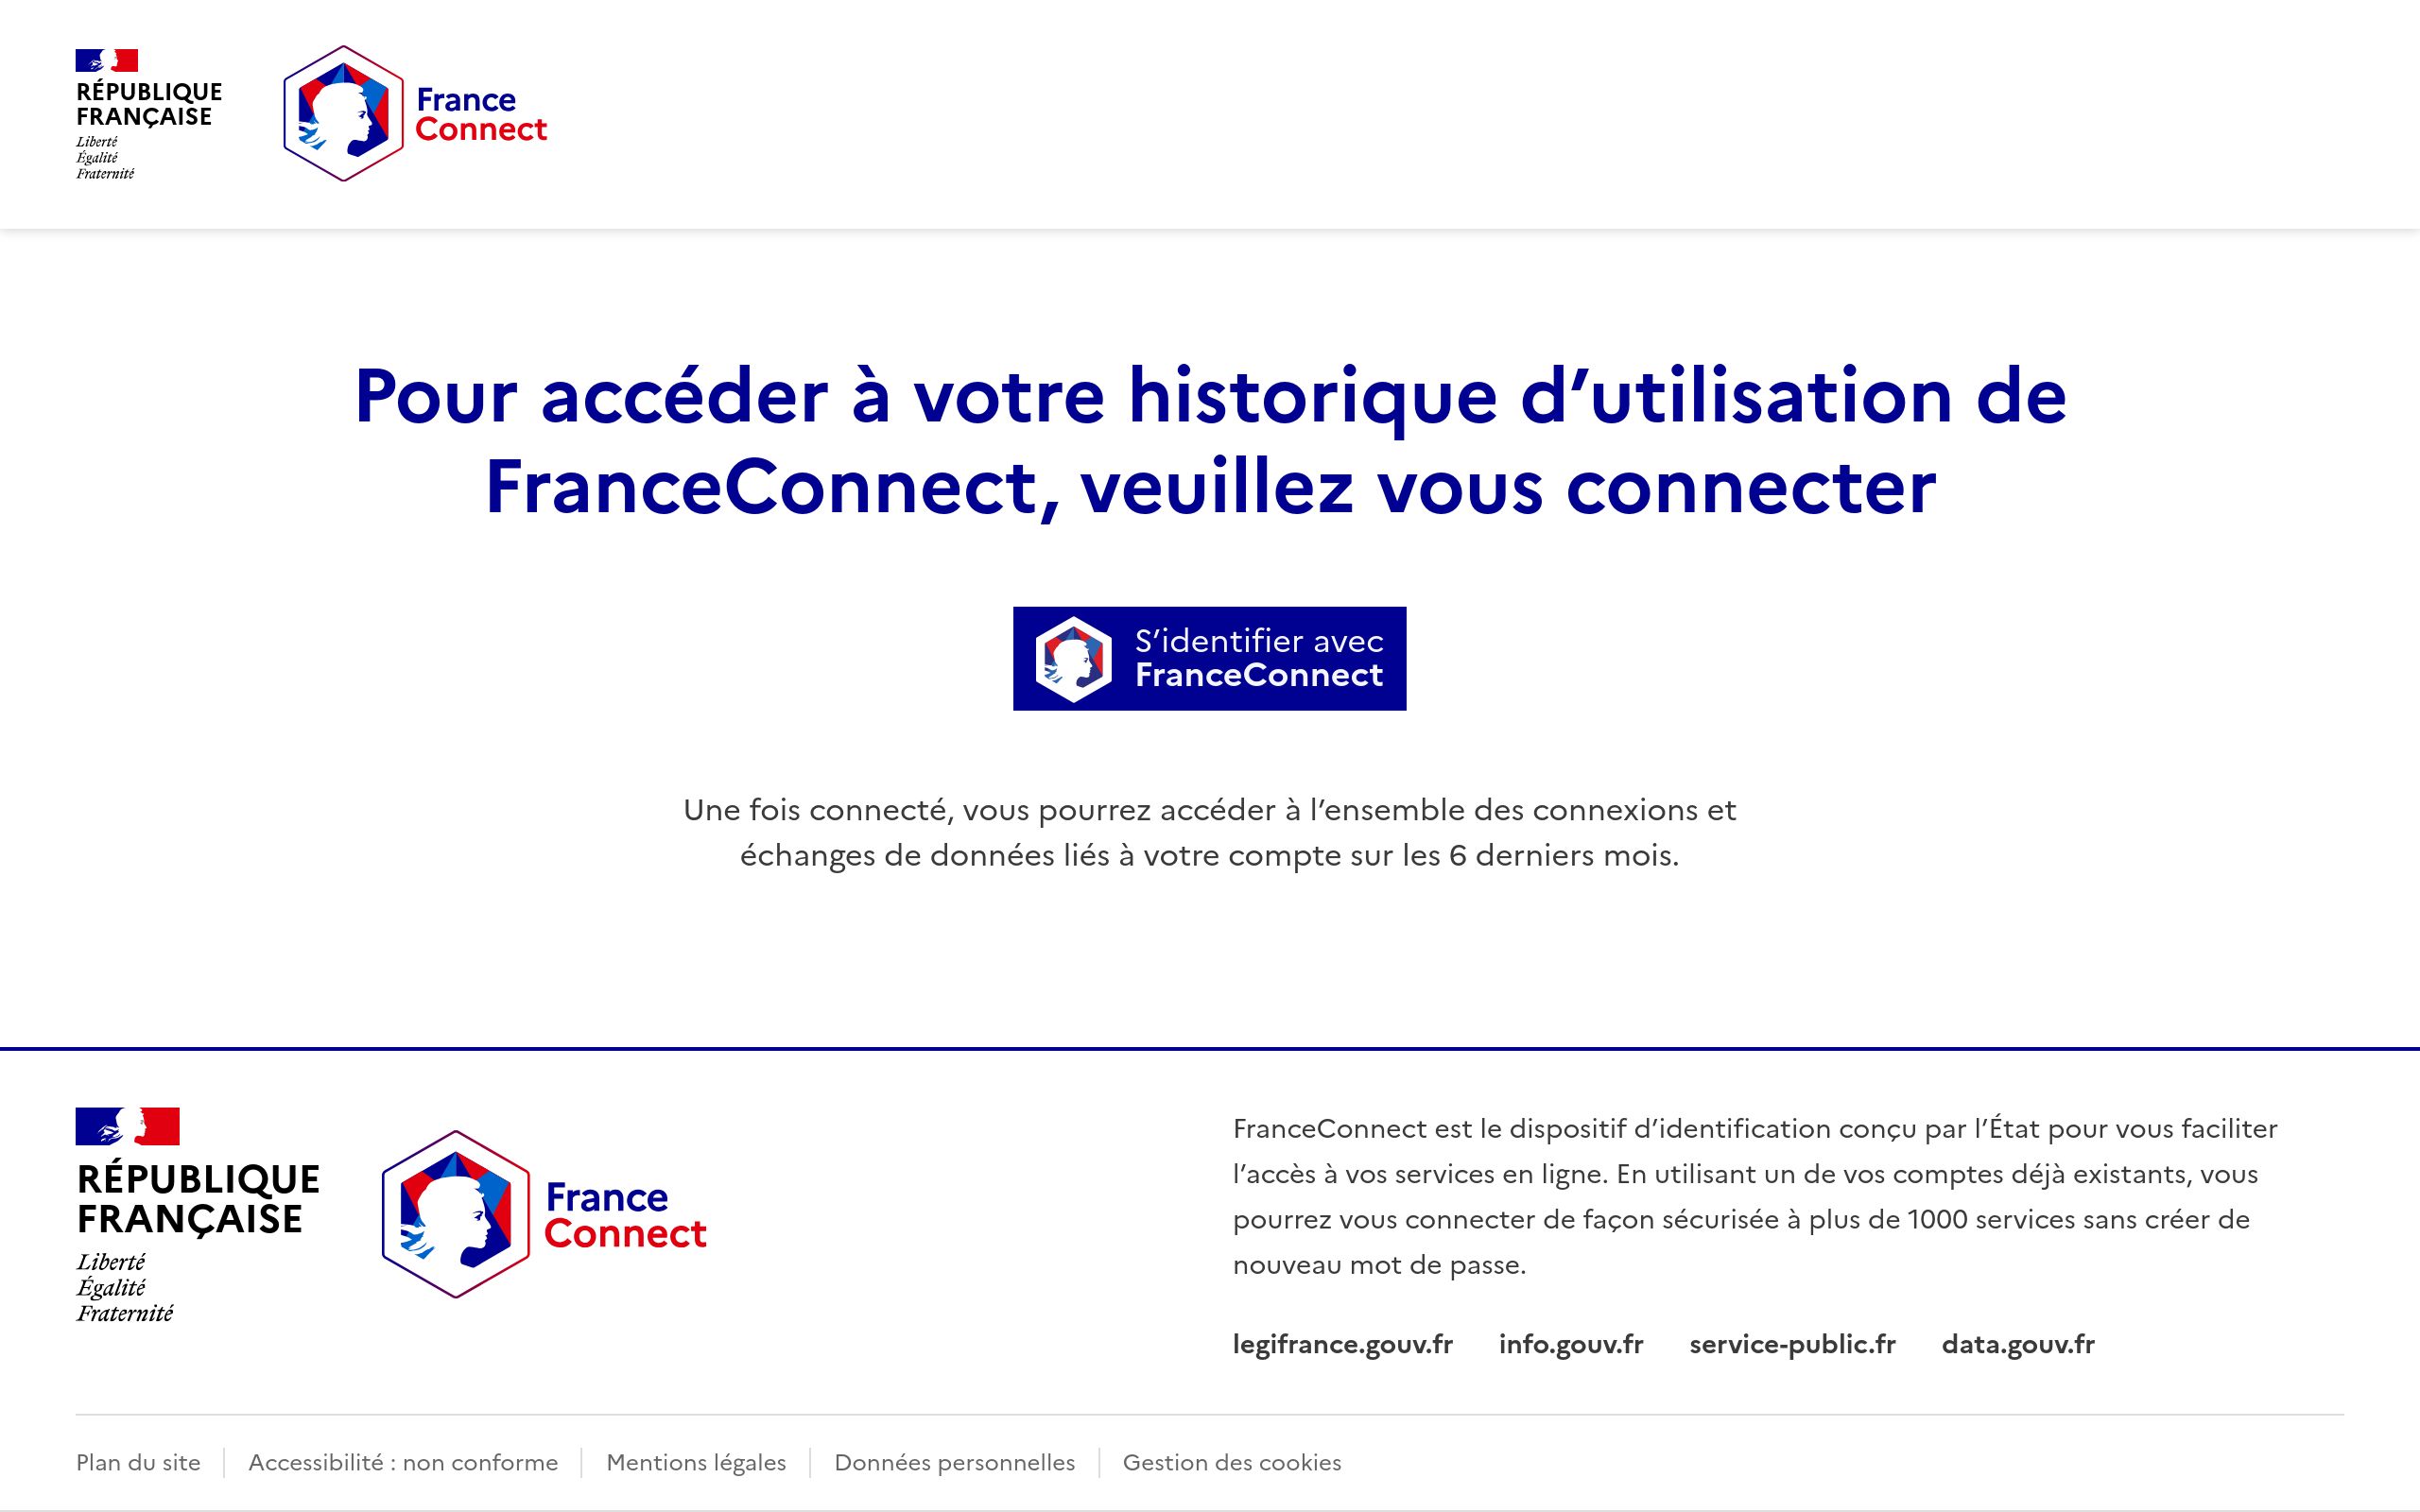 RÉPUBLIQUE
FRANÇAISE
Liberté
Égalité
Fraternité
France
Connect
Pour accéder à votre historique d’utilisation de
FranceConnect, veuillez vous connecter
S’identifier avec
FranceConnect
Une fois connecté, vous pourrez accéder à l’ensemble des connexions et
échanges de données liés à votre compte sur les 6 derniers mois.
RÉPUBLIQUE
FRANÇAISE
Liberté
Égalité
Fraternité
France
Connect
FranceConnect est le dispositif d’identification conçu par l’État pour vous faciliter
l’accès à vos services en ligne. En utilisant un de vos comptes déjà existants, vous
pourrez vous connecter de façon sécurisée à plus de 1000 services sans créer de
nouveau mot de passe.
legifrance.gouv.fr info.gouv.fr service-public.fr data.gouv.fr
Plan du site Accessibilité : non conforme Mentions légales Données personnelles Gestion des cookies